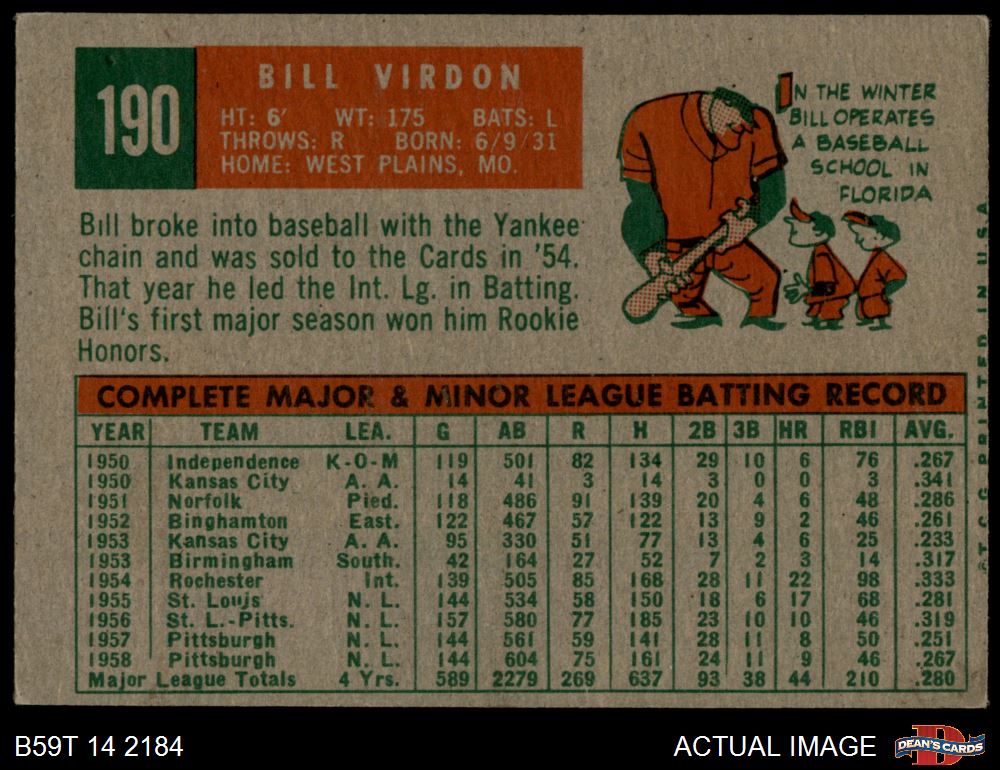 190
BILL VIRDON
HT: 6' WT: 175 BATS: L
THROWS: R BORN: 6/9/31
HOME: WEST PLAINS, MO.
IN THE WINTER
BILL OPERATES
A BASEBALL
SCHOOL IN
FLORIDA
Bill broke into baseball with the Yankee
chain and was sold to the Cards in '54.
That year he led the Int. Lg. in Batting.
Bill's first major season won him Rookie
Honors.
COMPLETE MAJOR & MINOR LEAGUE BATTING RECORD
YEAR TEAM LEA. G AB R H 2B 3B HR RBI AVG.
1950 Independence K-O-M 119 501 82 134 29 10 6 76 .267
1950 Kansas City A. A. 14 41 3 14 3 0 0 3 .341
1951 Norfolk Pied. 118 486 91 139 20 4 6 48 .286
1952 Binghamton East. 122 467 57 122 13 9 2 46 .261
1953 Kansas City A. A. 95 330 51 77 13 4 6 25 .233
1953 Birmingham South. 42 164 27 52 7 2 3 14 .317
1954 Rochester Int. 139 505 85 168 28 11 22 98 .333
1955 St. Louis N. L. 144 534 58 150 18 6 17 68 .281
1956 St. L.-Pitts. N. L. 157 580 77 185 23 10 10 46 .319
1957 Pittsburgh N. L. 144 561 59 141 28 11 8 50 .251
1958 Pittsburgh N. L. 144 604 75 161 24 11 9 46 .267
Major League Totals 4 Yrs. 589 2279 269 637 93 38 44 210 .280
PRINTED IN U.S.A.
B59T 14 2184
ACTUAL IMAGE
DEAN'S CARDS